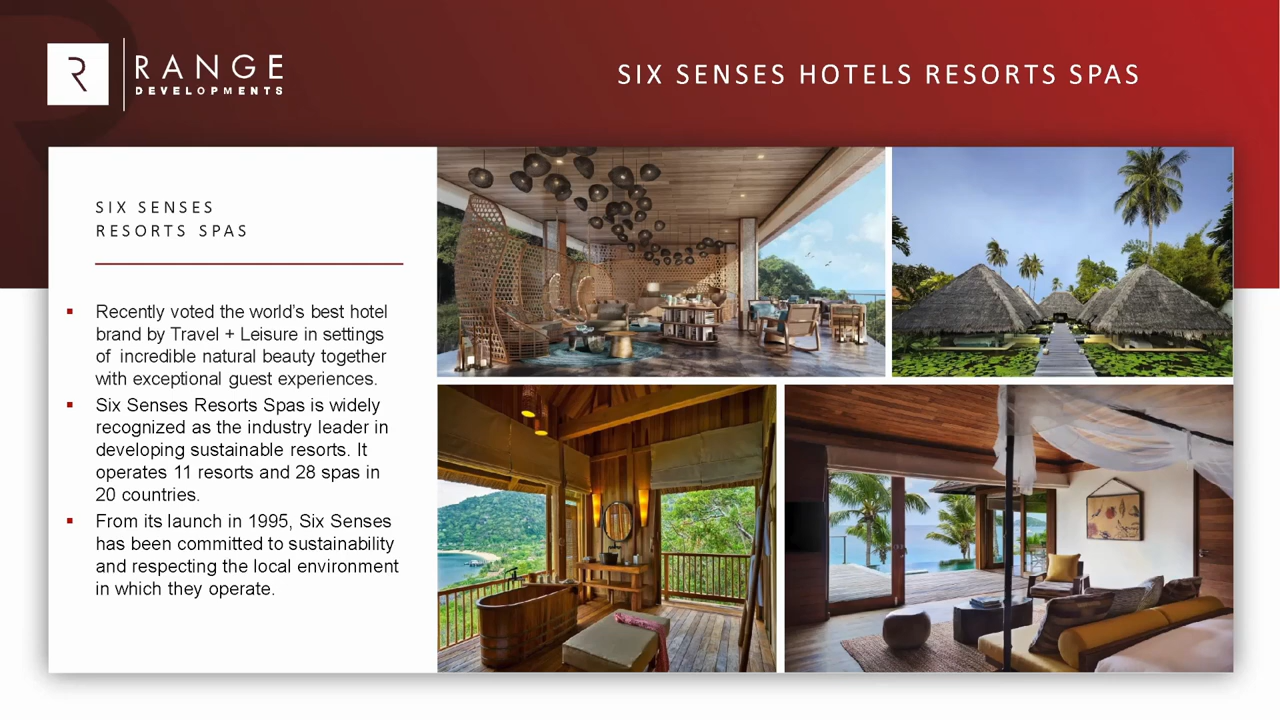 R
RANGE
DEVELOPMENTS
SIX SENSES HOTELS RESORTS SPAS
SIX SENSES
RESORTS SPAS
▪ Recently voted the world's best hotel
brand by Travel + Leisure in settings
of incredible natural beauty together
with exceptional guest experiences.
▪ Six Senses Resorts Spas is widely
recognized as the industry leader in
developing sustainable resorts. It
operates 11 resorts and 28 spas in
20 countries.
▪ From its launch in 1995, Six Senses
has been committed to sustainability
and respecting the local environment
in which they operate.